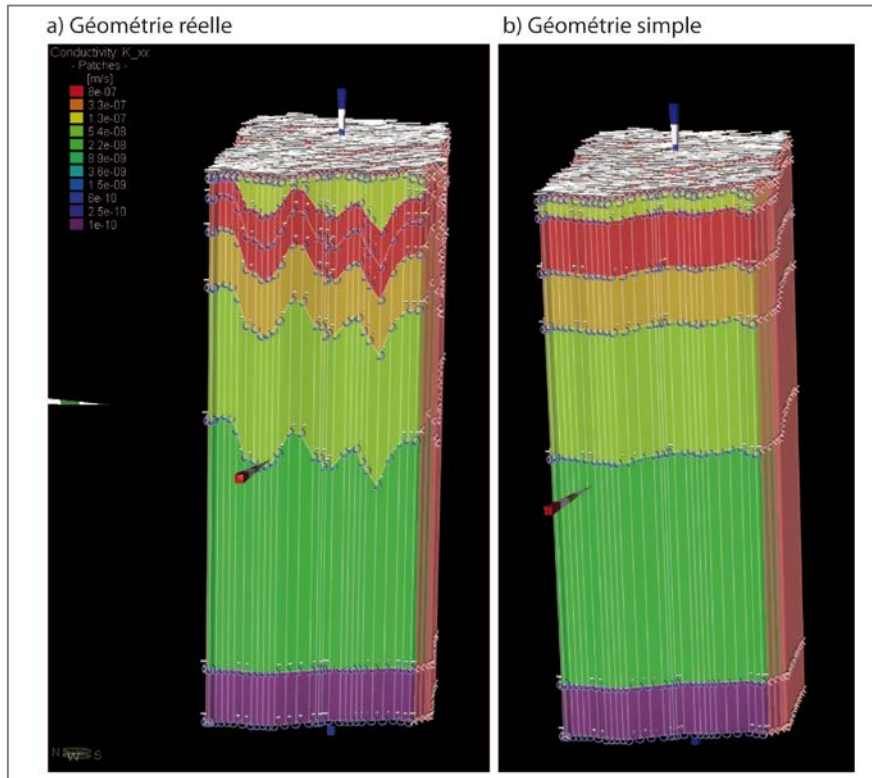 a) Géométrie réelle
b) Géométrie simple
Conductivity: K_xx
- Patches -
[m/s]
8e-07
3.3e-07
1.3e-07
5.4e-08
2.2e-08
8.9e-09
3.6e-09
1.5e-09
6e-10
2.5e-10
1e-10
N W S